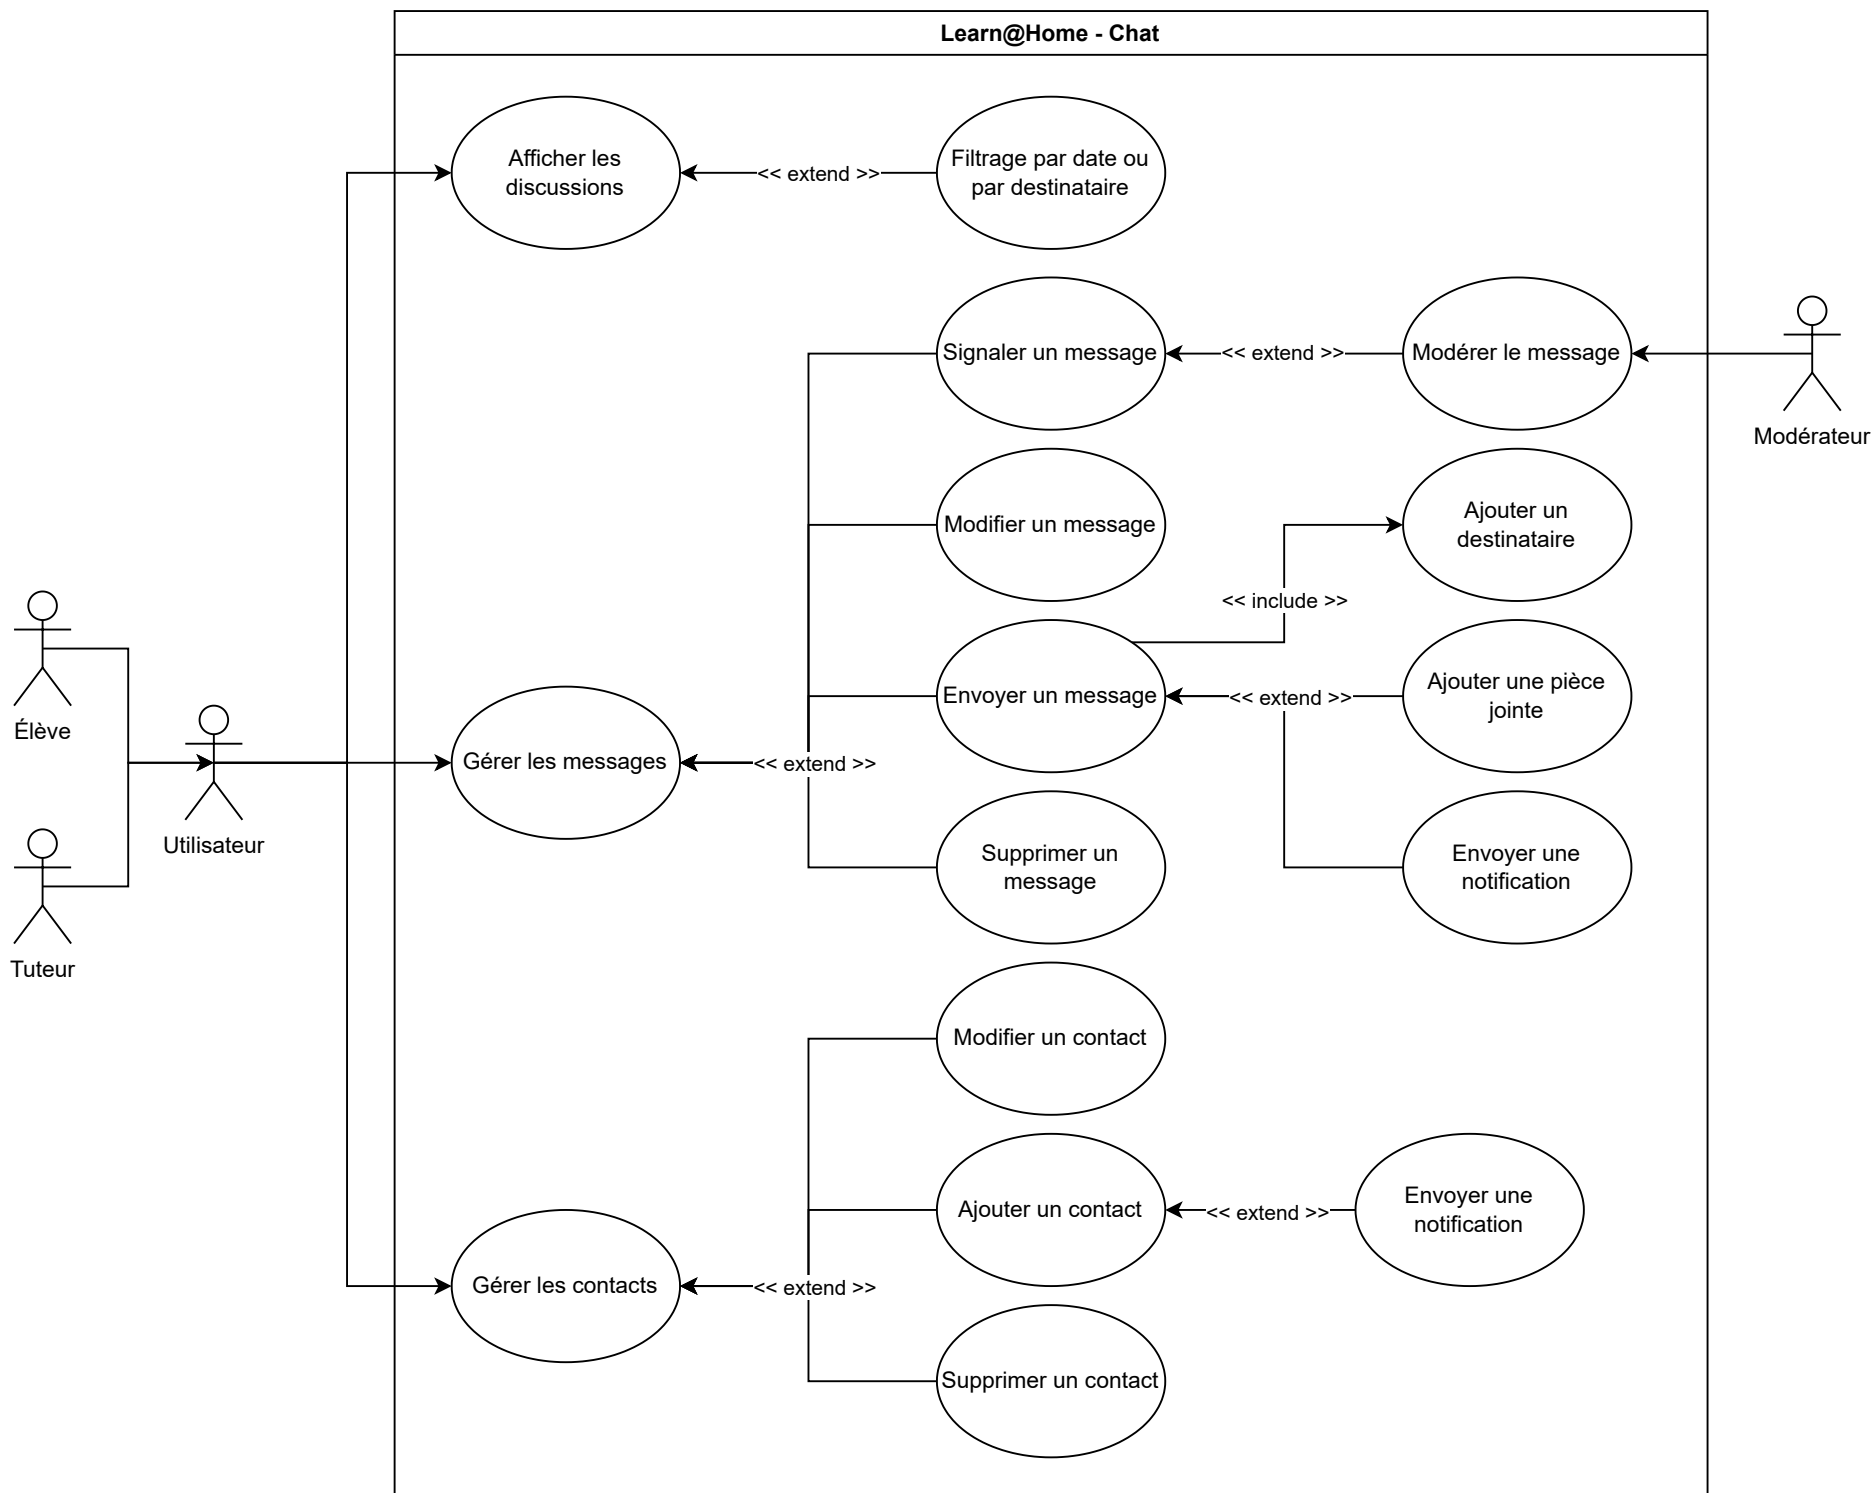 Learn@Home - Chat
Afficher les
discussions
<< extend >>
Filtrage par date ou
par destinataire
Signaler un message
<< extend >>
Modérer le message
Modérateur
Modifier un message
Ajouter un
destinataire
<< include >>
Élève
Utilisateur
Tuteur
Gérer les messages
<< extend >>
Envoyer un message
<< extend >>
Ajouter une pièce
jointe
Supprimer un
message
Envoyer une
notification
Modifier un contact
Ajouter un contact
<< extend >>
Envoyer une
notification
Gérer les contacts
<< extend >>
Supprimer un contact